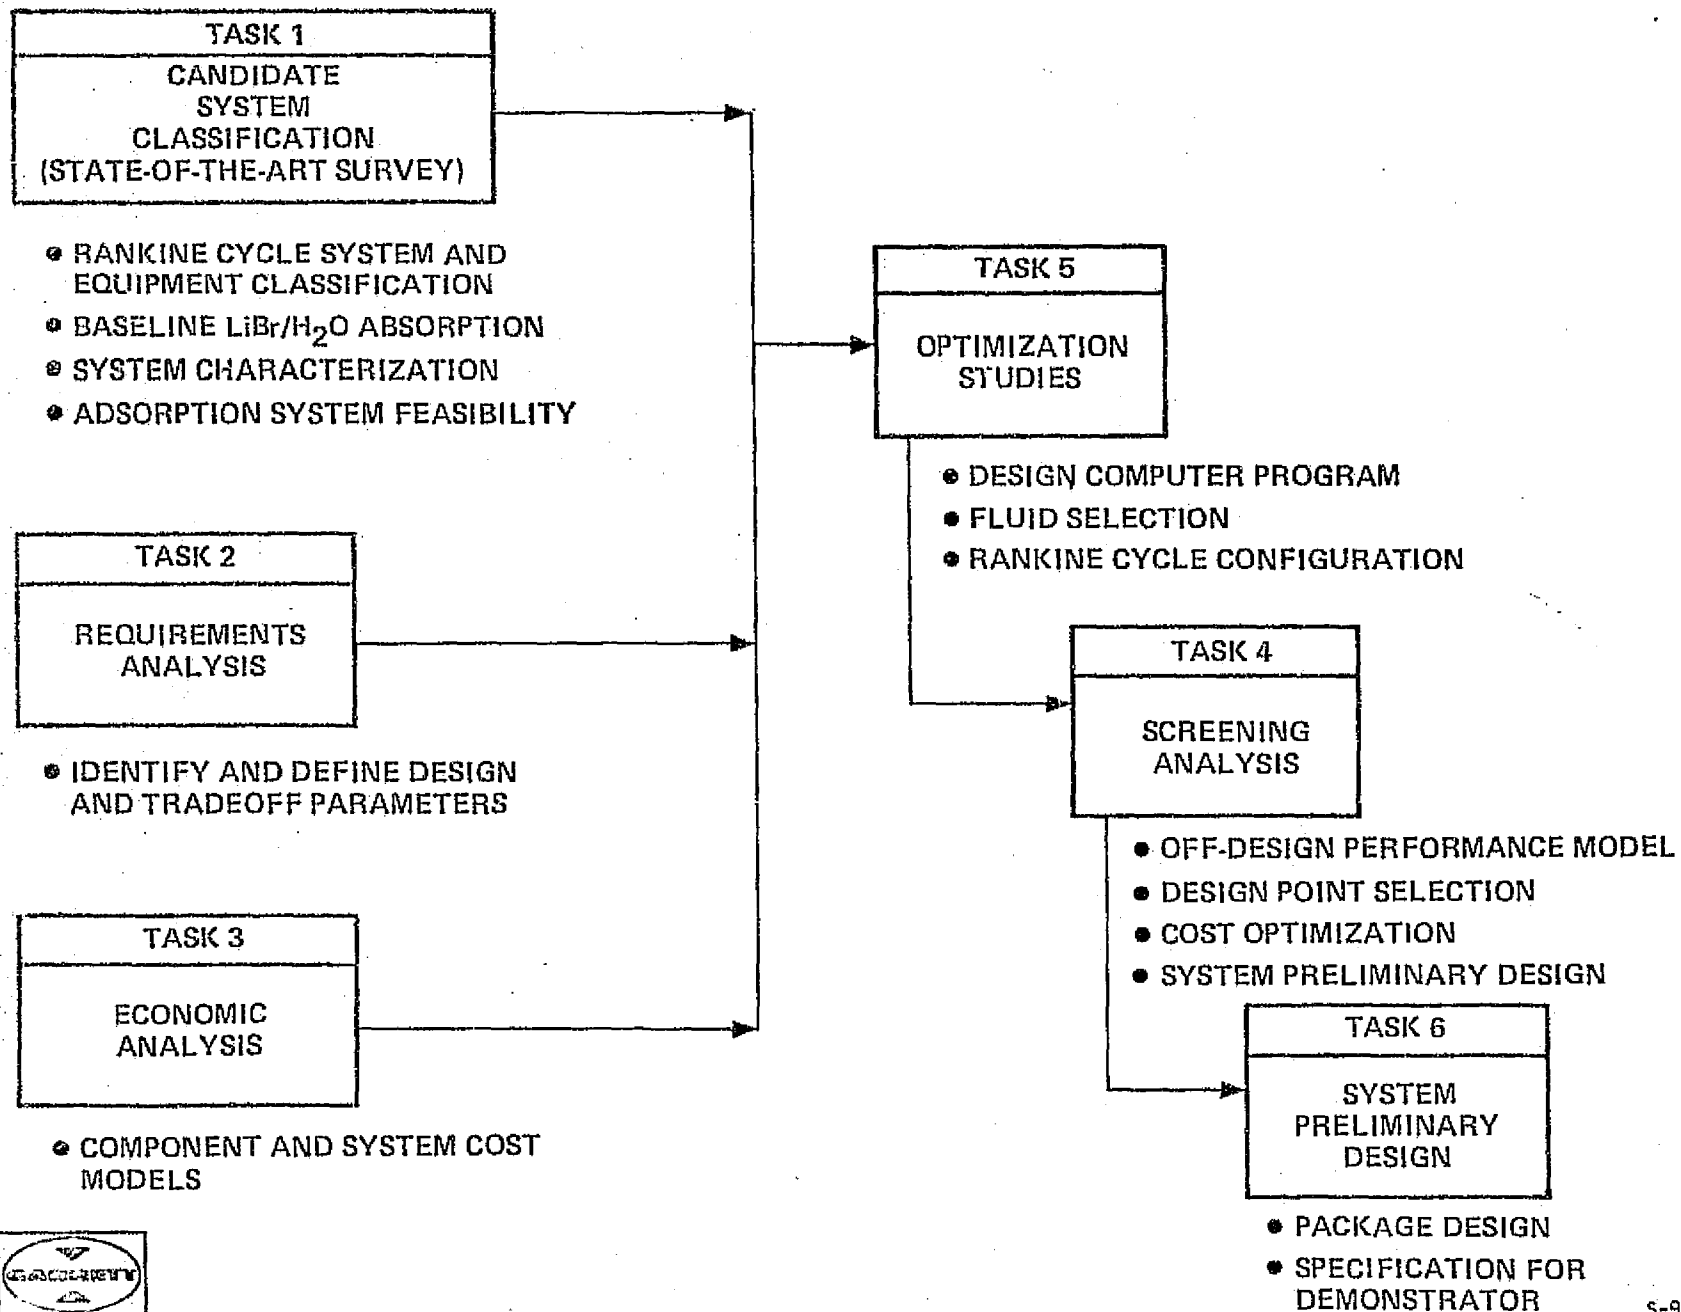 TASK 1
CANDIDATE
SYSTEM
CLASSIFICATION
(STATE-OF-THE-ART SURVEY)
• RANKINE CYCLE SYSTEM AND
EQUIPMENT CLASSIFICATION
• BASELINE LiBr/H₂O ABSORPTION
• SYSTEM CHARACTERIZATION
• ADSORPTION SYSTEM FEASIBILITY
TASK 2
REQUIREMENTS
ANALYSIS
• IDENTIFY AND DEFINE DESIGN
AND TRADEOFF PARAMETERS
TASK 3
ECONOMIC
ANALYSIS
• COMPONENT AND SYSTEM COST
MODELS
TASK 5
OPTIMIZATION
STUDIES
• DESIGN COMPUTER PROGRAM
• FLUID SELECTION
• RANKINE CYCLE CONFIGURATION
TASK 4
SCREENING
ANALYSIS
• OFF-DESIGN PERFORMANCE MODEL
• DESIGN POINT SELECTION
• COST OPTIMIZATION
• SYSTEM PRELIMINARY DESIGN
TASK 6
SYSTEM
PRELIMINARY
DESIGN
• PACKAGE DESIGN
• SPECIFICATION FOR
DEMONSTRATOR
GARRETT